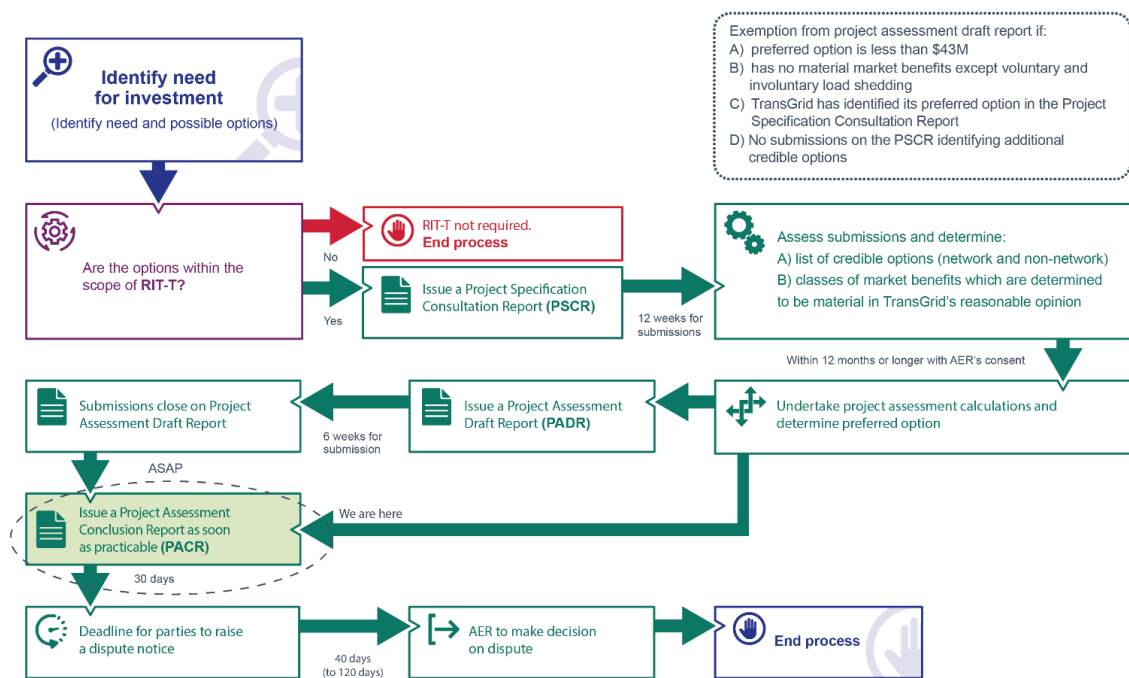 Identify need
for investment
(Identify need and possible options)
Exemption from project assessment draft report if:
A) preferred option is less than $43M
B) has no material market benefits except voluntary and
involuntary load shedding
C) TransGrid has identified its preferred option in the Project
Specification Consultation Report
D) No submissions on the PSCR identifying additional
credible options
Are the options within the
scope of RIT-T?
No
RIT-T not required.
End process
Yes
Issue a Project Specification
Consultation Report (PSCR)
12 weeks for
submissions
Assess submissions and determine:
A) list of credible options (network and non-network)
B) classes of market benefits which are determined
to be material in TransGrid's reasonable opinion
Within 12 months or longer with AER's consent
Undertake project assessment calculations and
determine preferred option
Issue a Project Assessment
Draft Report (PADR)
6 weeks for
submission
Submissions close on Project
Assessment Draft Report
ASAP
Issue a Project Assessment
Conclusion Report as soon
as practicable (PACR)
We are here
30 days
Deadline for parties to raise
a dispute notice
40 days
(to 120 days)
AER to make decision
on dispute
End process